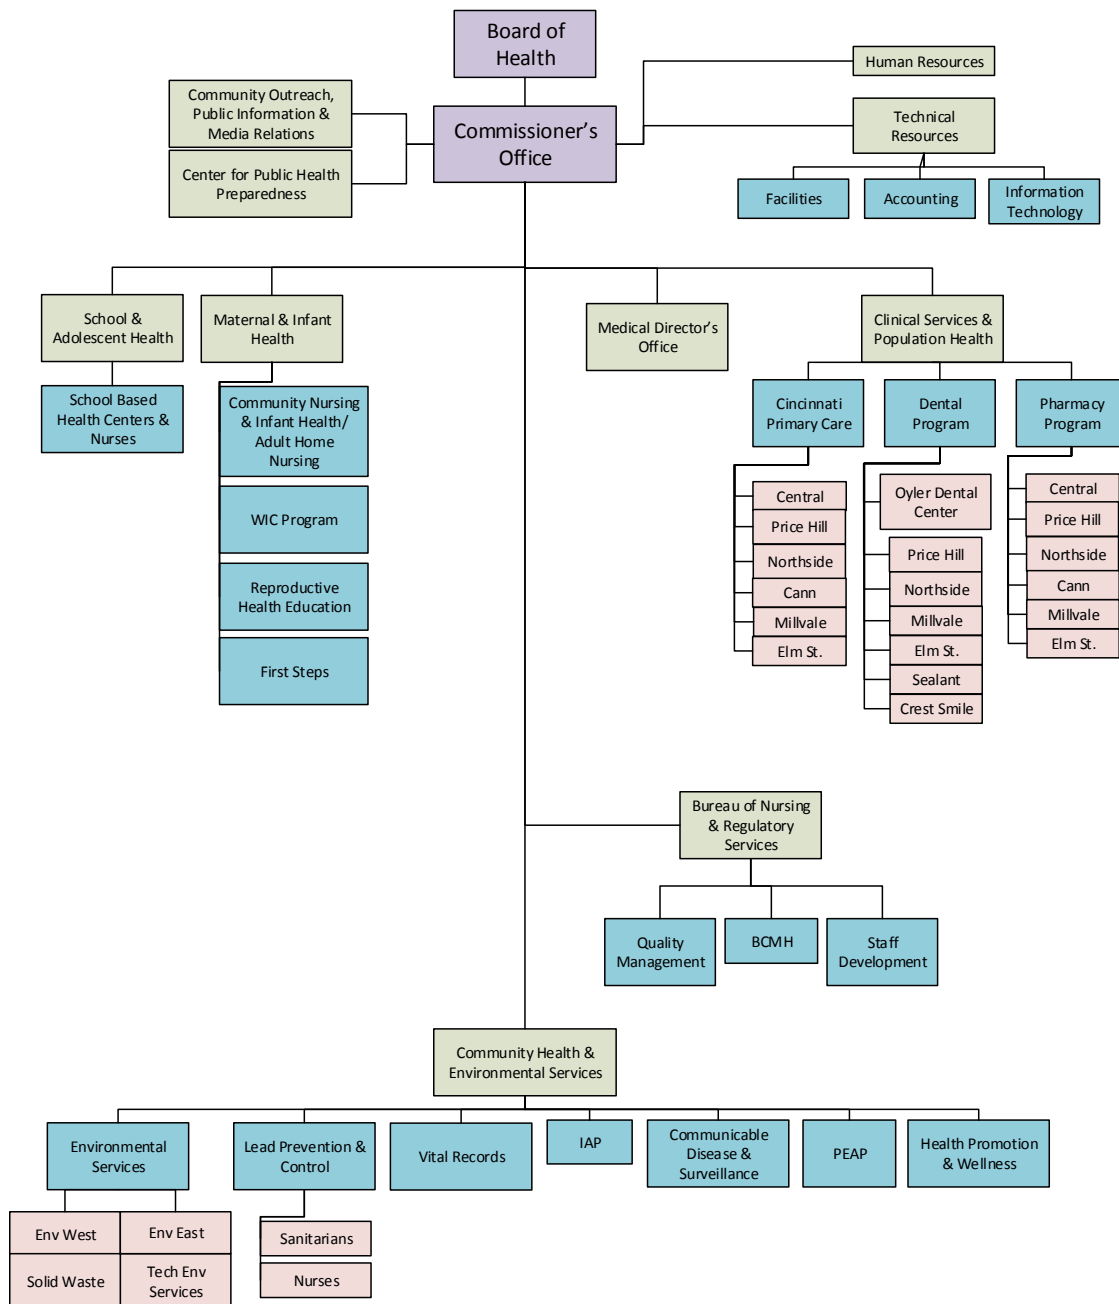 Board of
Health
Human Resources
Community Outreach,
Public Information &
Media Relations
Commissioner's
Office
Technical
Resources
Center for Public Health
Preparedness
Facilities
Accounting
Information
Technology
School &
Adolescent Health
Maternal & Infant
Health
Medical Director's
Office
Clinical Services &
Population Health
School Based
Health Centers &
Nurses
Community Nursing
& Infant Health/
Adult Home
Nursing
WIC Program
Reproductive
Health Education
First Steps
Cincinnati
Primary Care
Dental
Program
Pharmacy
Program
Central
Price Hill
Northside
Cann
Millvale
Elm St.
Oyler Dental
Center
Price Hill
Northside
Millvale
Elm St.
Sealant
Crest Smile
Central
Price Hill
Northside
Cann
Millvale
Elm St.
Bureau of Nursing
& Regulatory
Services
Quality
Management
BCMH
Staff
Development
Community Health &
Environmental Services
Environmental
Services
Lead Prevention &
Control
Vital Records
IAP
Communicable
Disease &
Surveillance
PEAP
Health Promotion
& Wellness
Env West
Env East
Solid Waste
Tech Env
Services
Sanitarians
Nurses